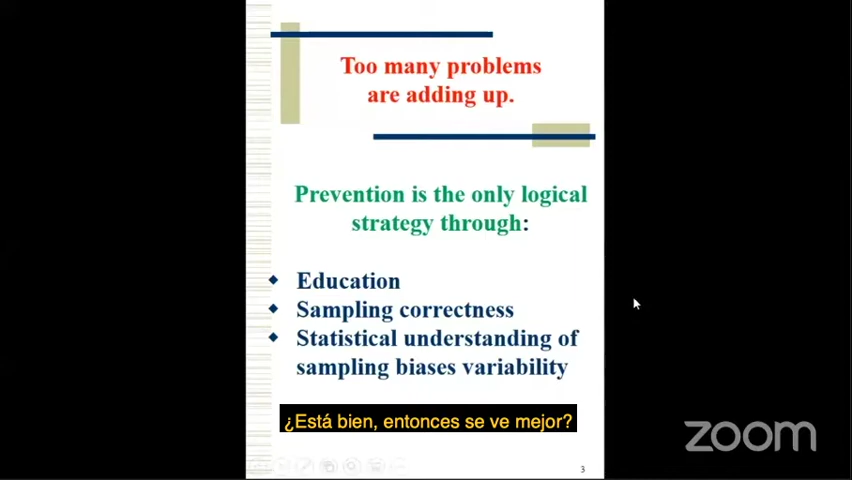 Too many problems
are adding up.
Prevention is the only logical
strategy through:
Education
Sampling correctness
Statistical understanding of
sampling biases variability
¿Está bien, entonces se ve mejor?
zoom
3